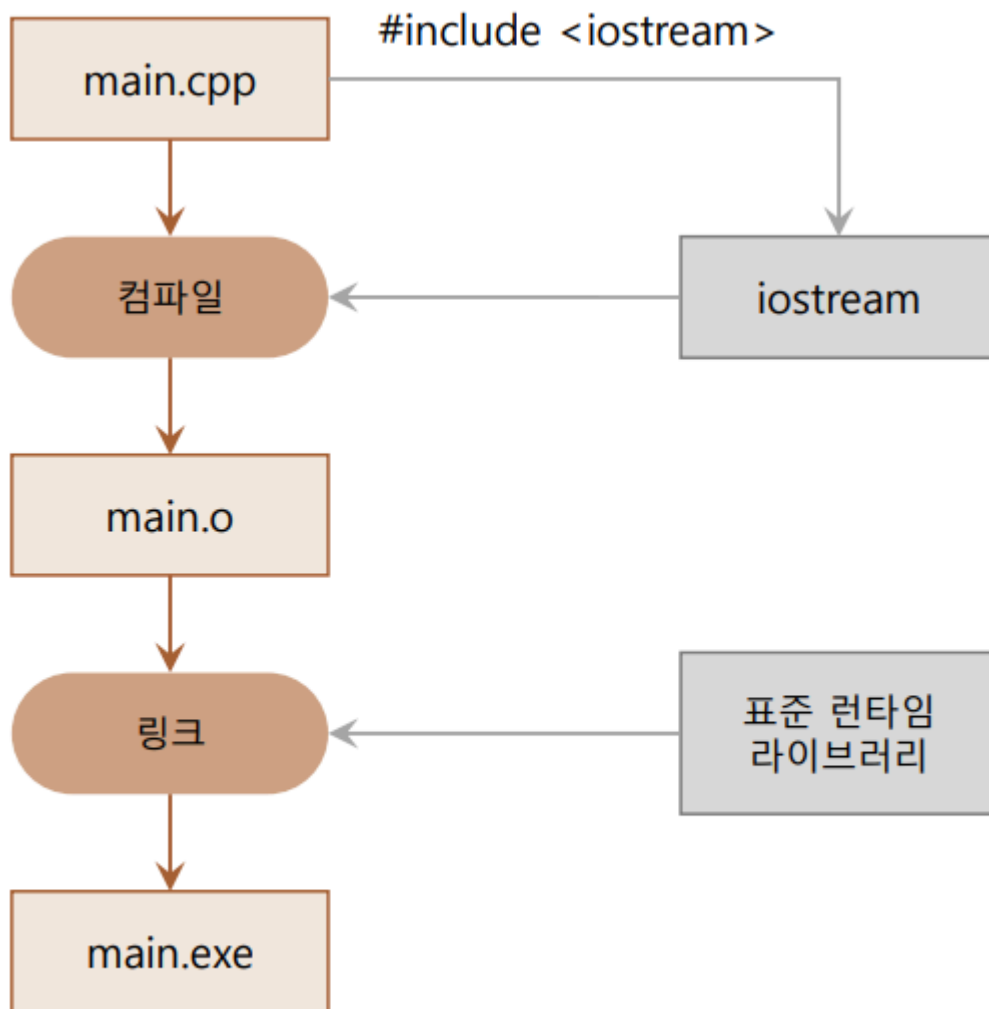 #include <iostream>
main.cpp
컴파일
iostream
main.o
링크
표준 런타임
라이브러리
main.exe